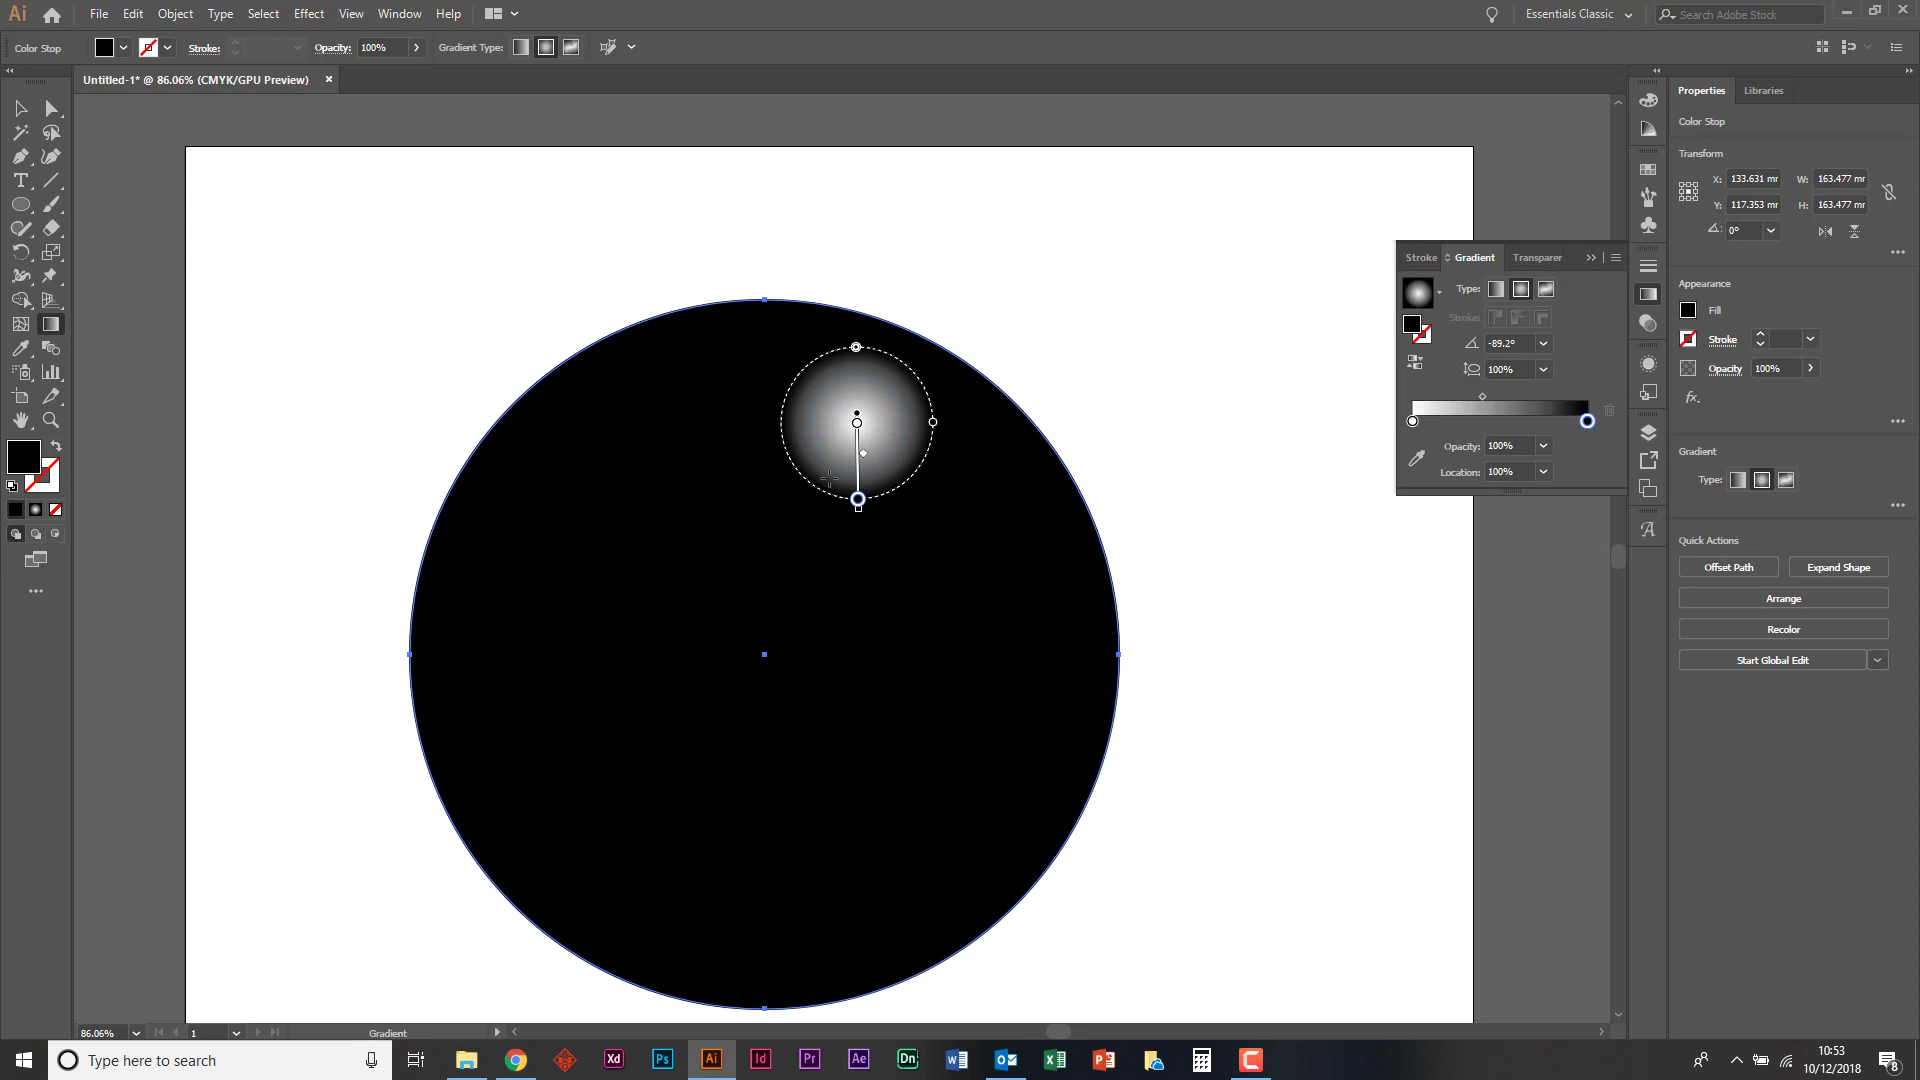 Ai File Edit Object Type Select Effect View Window Help Essentials Classic Search Adobe Stock
Color Stop Stroke: Opacity: 100% Gradient Type:
Untitled-1* @ 86.06% (CMYK/GPU Preview) ×
Properties Libraries
Color Stop
Transform
X: 133.631 mr W: 163.477 mr
Y: 117.353 mr H: 163.477 mr
0°
Stroke Gradient Transparer
Type:
Stroke:
-89.2°
100%
Opacity: 100%
Location: 100%
Appearance
Fill
Stroke
Opacity 100%
fx.
Gradient
Type:
Quick Actions
Offset Path Expand Shape
Arrange
Recolor
Start Global Edit
86.06% 1 Gradient
Type here to search
Xd Ps Ai Id Pr Ae Dn
10:53
10/12/2018
8